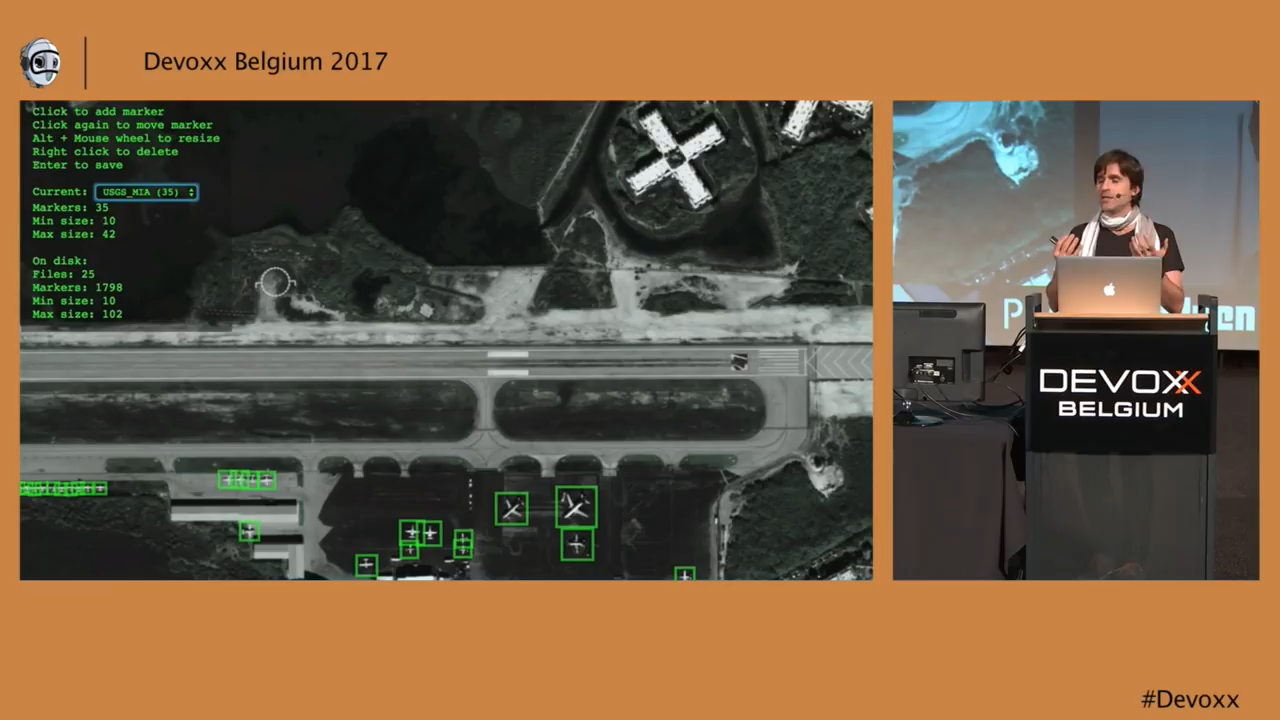 Devoxx Belgium 2017
Click to add marker
Click again to move marker
Alt + Mouse wheel to resize
Right click to delete
Enter to save
Current: USGS_MIA (35)
Markers: 35
Min size: 10
Max size: 42
On disk:
Files: 25
Markers: 1798
Min size: 10
Max size: 102
DEVOXX
BELGIUM
#Devoxx